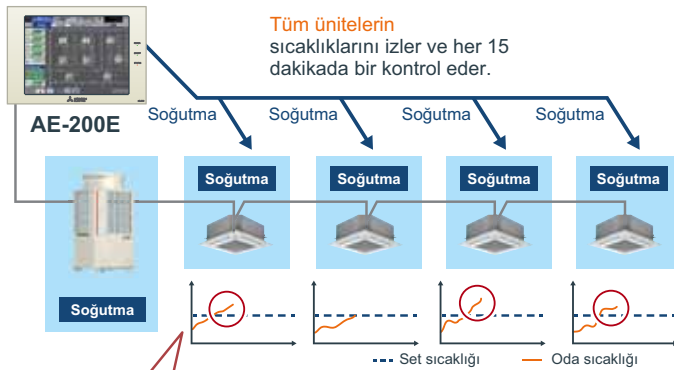 Tüm ünitelerin
sıcaklıklarını izler ve her 15
dakikada bir kontrol eder.
AE-200E
Soğutma
Soğutma
Soğutma
Soğutma
Soğutma
Soğutma
Soğutma
Soğutma
Soğutma
Set sıcaklığı
Oda sıcaklığı